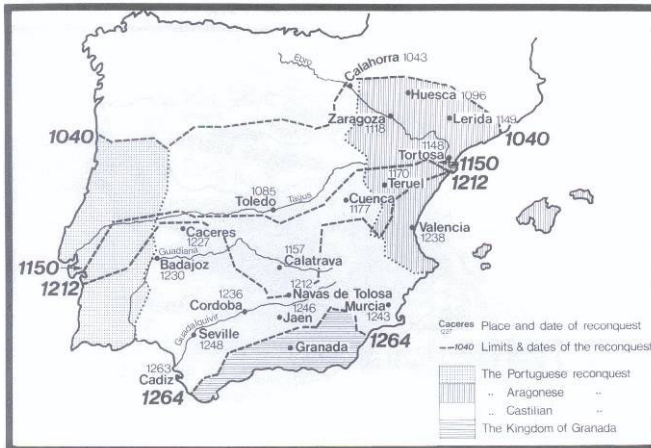 Ebro
Calahorra 1043
Huesca 1096
1040
Zaragoza
1118
Lerida 1149
1040
1148
Tortosa
1150
1212
1170
Teruel
1085
Toledo
Tagus
Cuenca
1177
Caceres
1227
Valencia
1238
Guadiana
1157
Calatrava
1150
1212
Badajoz
1230
1212
Navas de Tolosa
1236
Cordoba
1246
Jaen
Murcia
1243
Guadalquivir
Seville
1248
1264
Granada
1263
Cadiz
1264
Caceres Place and date of reconquest
1227
1040 Limits & dates of the reconquest
The Portuguese reconquest
,, Aragonese ,,
,, Castilian ,,
The Kingdom of Granada